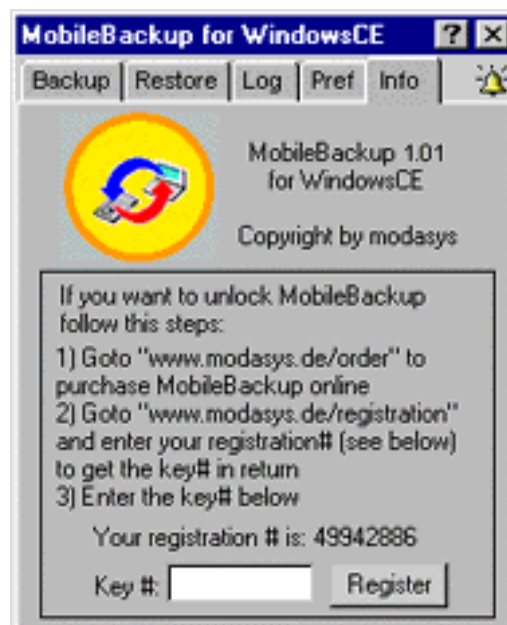 MobileBackup for WindowsCE ? X
Backup Restore Log Pref Info
MobileBackup 1.01
for WindowsCE
Copyright by modasys
If you want to unlock MobileBackup
follow this steps:
1) Goto "www.modasys.de/order" to
purchase MobileBackup online
2) Goto "www.modasys.de/registration"
and enter your registration# (see below)
to get the key# in return
3) Enter the key# below
Your registration # is: 49942886
Key #: Register